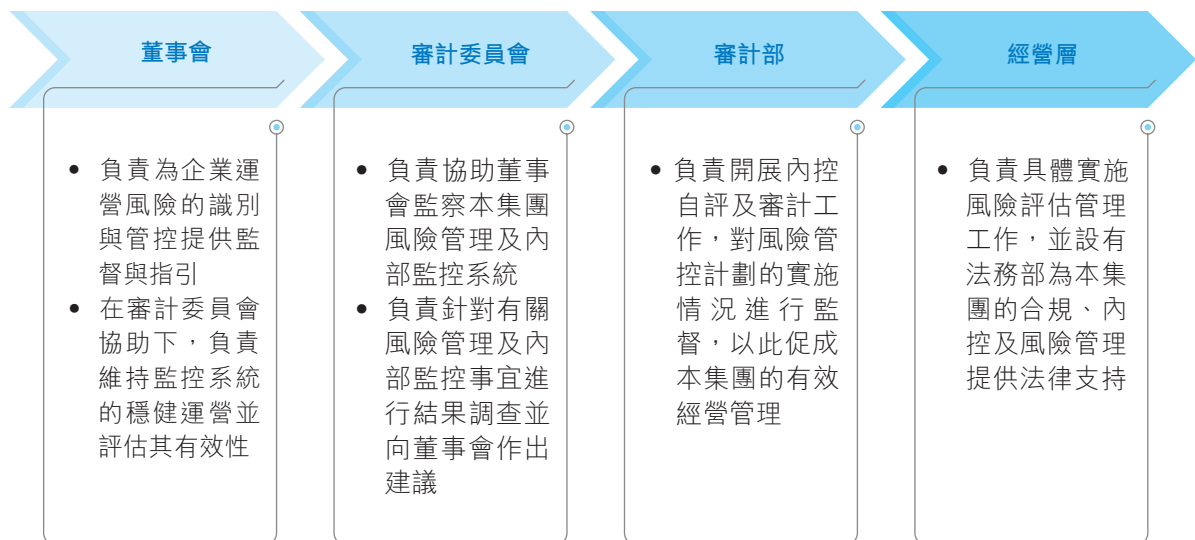 董事會
• 負責為企業運
營風險的識別
與管控提供監
督與指引
• 在審計委員會
協助下，負責
維持監控系統
的穩健運營並
評估其有效性
審計委員會
• 負責協助董事
會監察本集團
風險管理及內
部監控系統
• 負責針對有關
風險管理及內
部監控事宜進
行結果調查並
向董事會作出
建議
審計部
• 負責開展內控
自評及審計工
作，對風險管
控計劃的實施
情況進行監
督，以此促成
本集團的有效
經營管理
經營層
• 負責具體實施
風險評估管理
工作，並設有
法務部為本集
團的合規、內
控及風險管理
提供法律支持